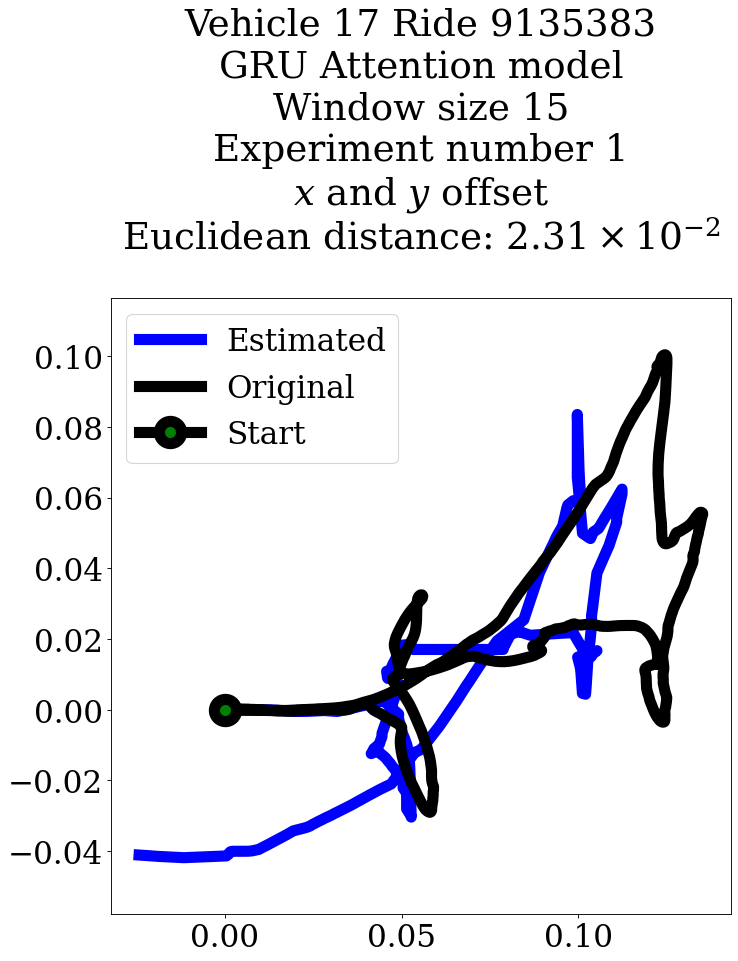 Vehicle 17 Ride 9135383
GRU Attention model
Window size 15
Experiment number 1
x and y offset
Euclidean distance: 2.31 × 10⁻²
Estimated
Original
Start
0.10
0.08
0.06
0.04
0.02
0.00
−0.02
−0.04
0.00 0.05 0.10